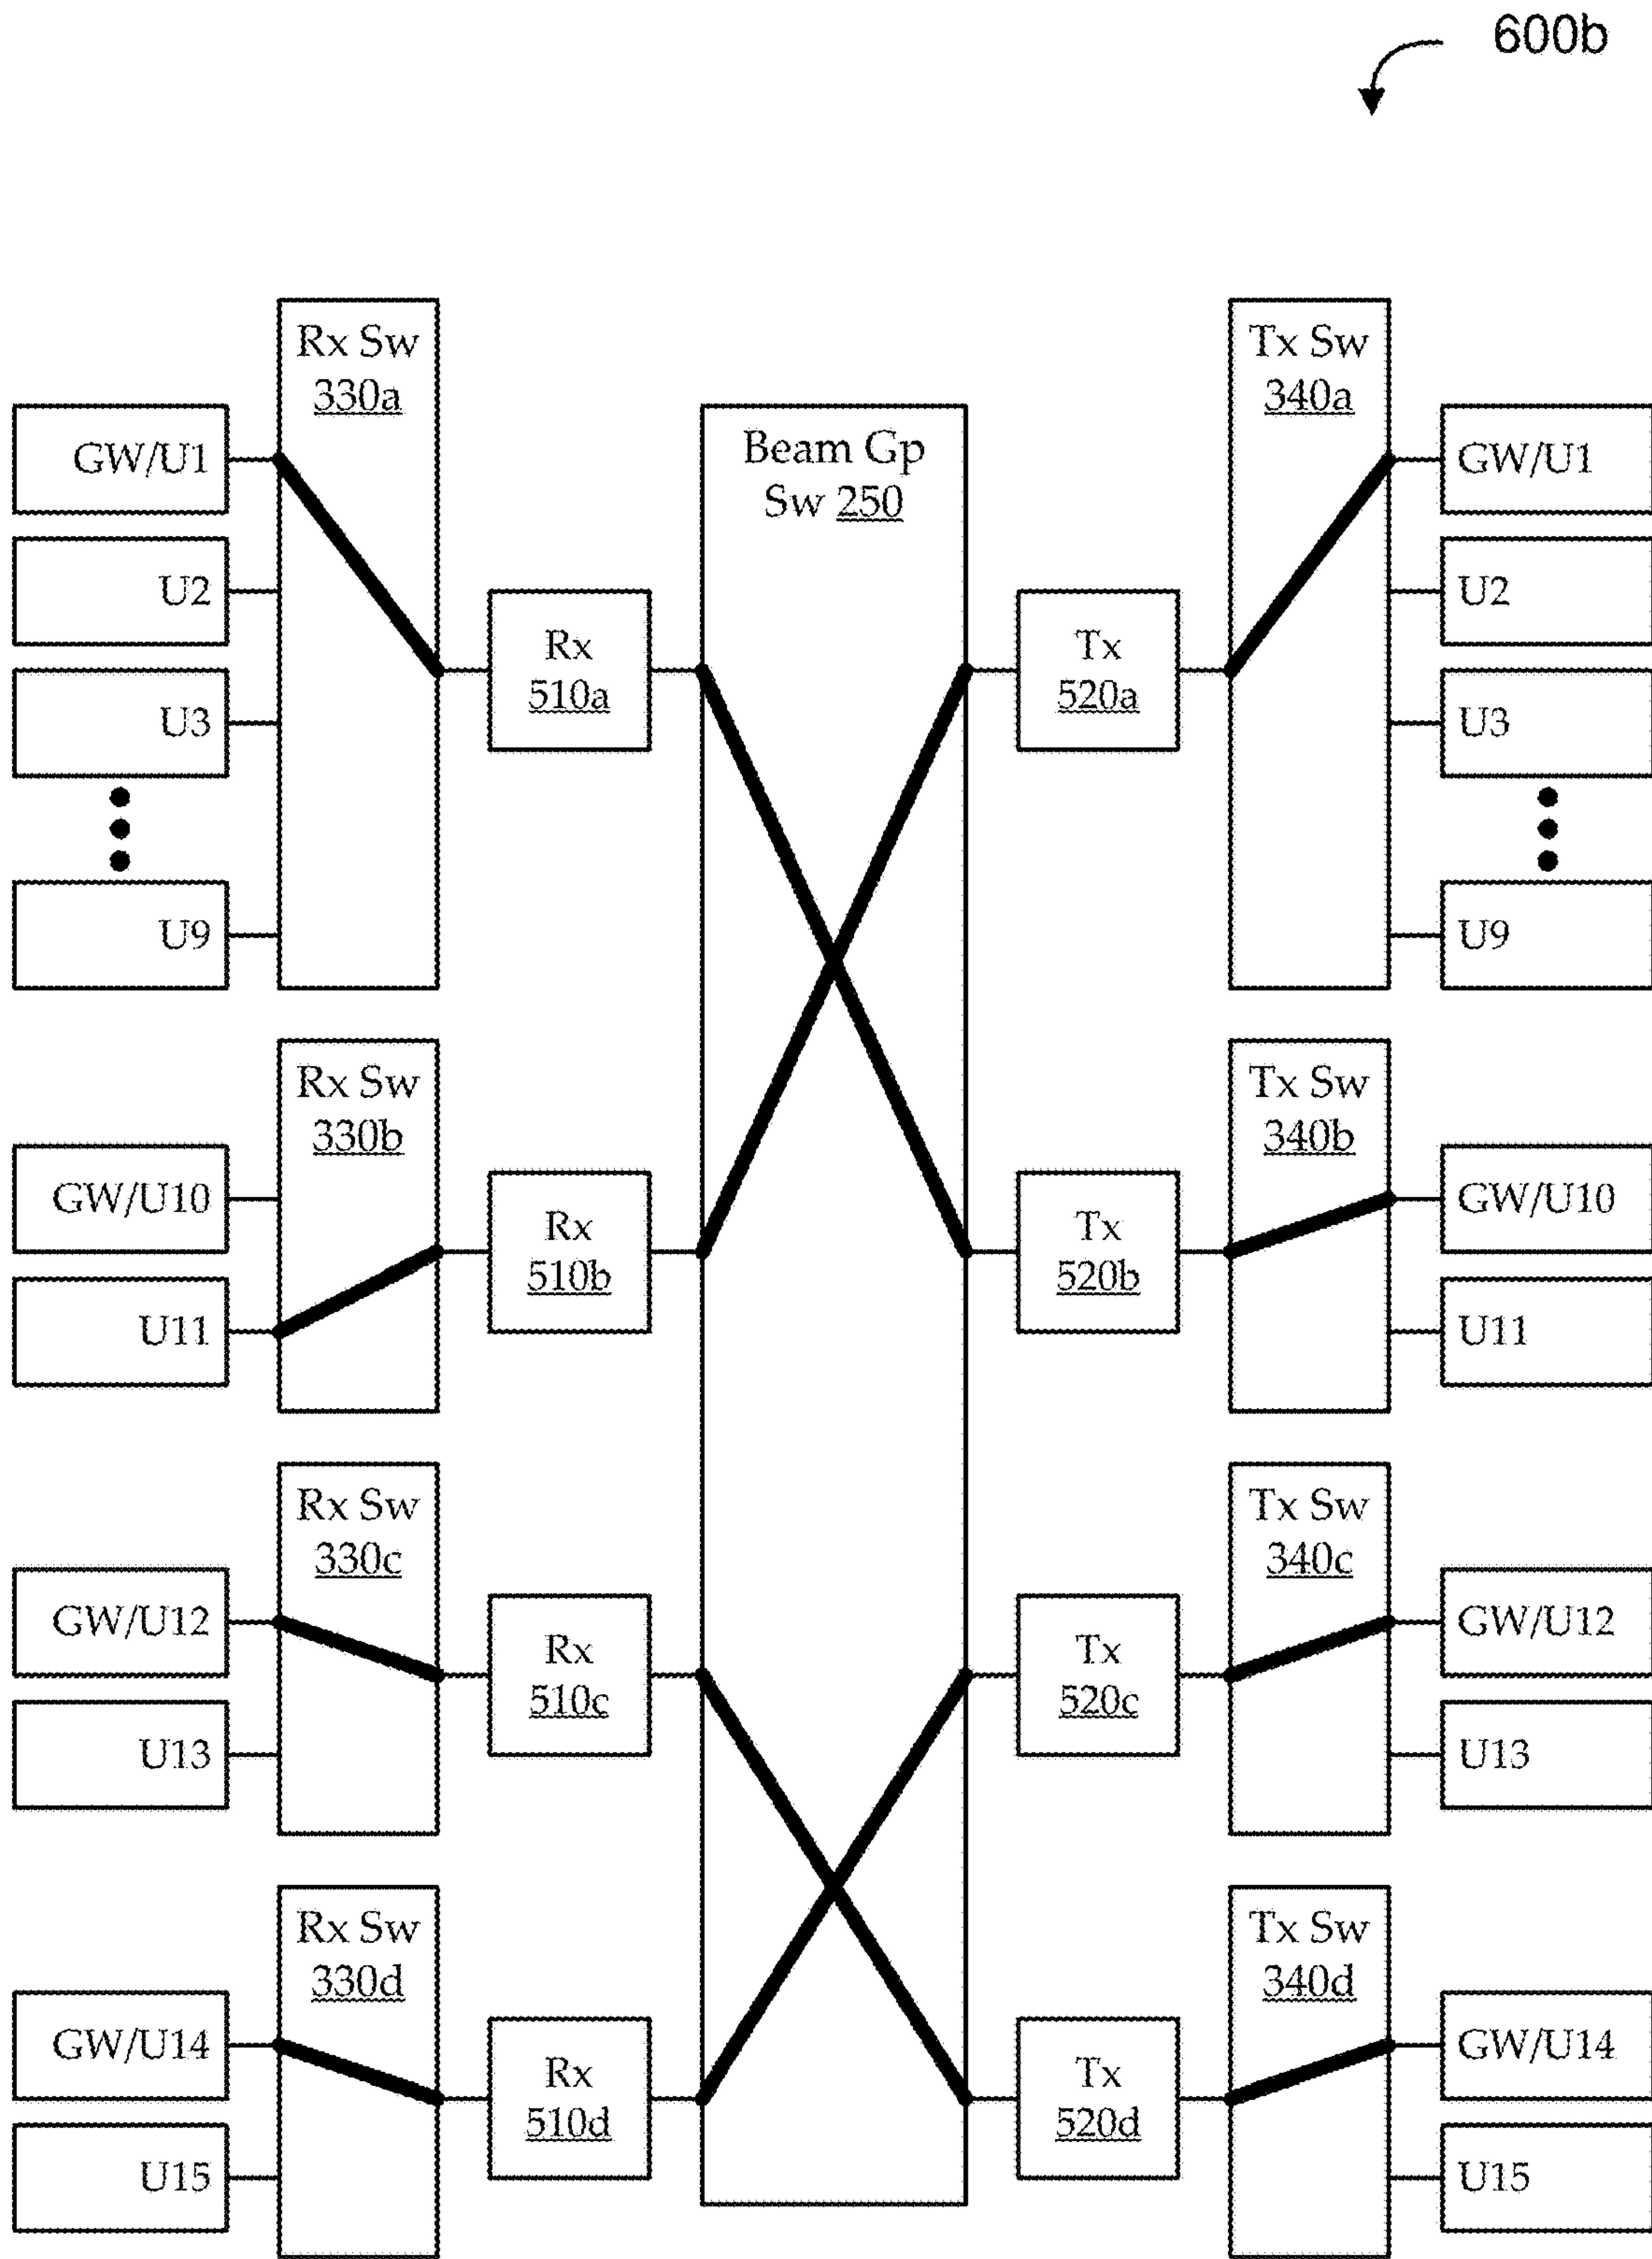 600b
Rx Sw
330a
GW/U1
U2
U3
U9
Rx
510a
Beam Gp
Sw 250
Tx
520a
Tx Sw
340a
GW/U1
U2
U3
U9
Rx Sw
330b
GW/U10
U11
Rx
510b
Tx
520b
Tx Sw
340b
GW/U10
U11
Rx Sw
330c
GW/U12
U13
Rx
510c
Tx
520c
Tx Sw
340c
GW/U12
U13
Rx Sw
330d
GW/U14
U15
Rx
510d
Tx
520d
Tx Sw
340d
GW/U14
U15